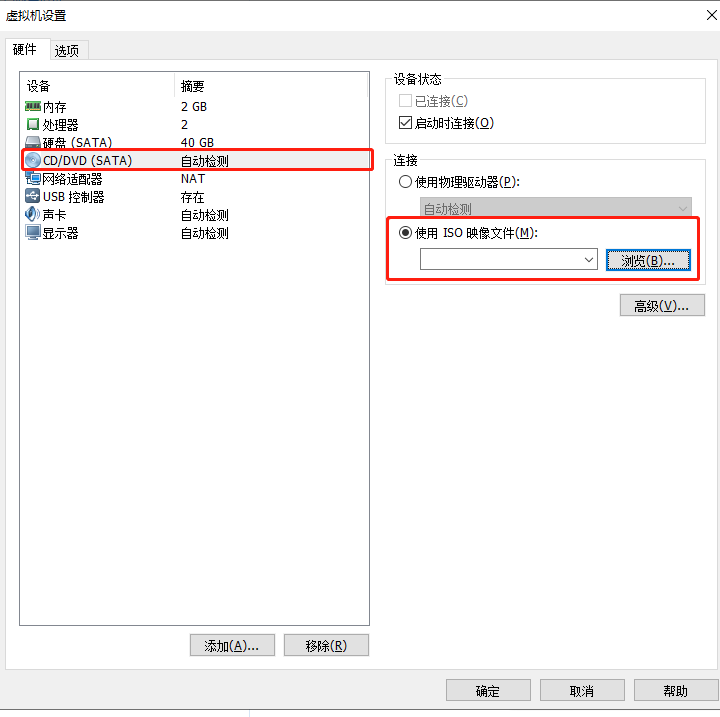 虚拟机设置
硬件 选项
设备 摘要
内存 2 GB
处理器 2
硬盘 (SATA) 40 GB
CD/DVD (SATA) 自动检测
网络适配器 NAT
USB 控制器 存在
声卡 自动检测
显示器 自动检测
添加(A)... 移除(R)
设备状态
已连接(C)
启动时连接(O)
连接
使用物理驱动器(P):
自动检测
使用 ISO 映像文件(M):
浏览(B)...
高级(V)...
确定 取消 帮助